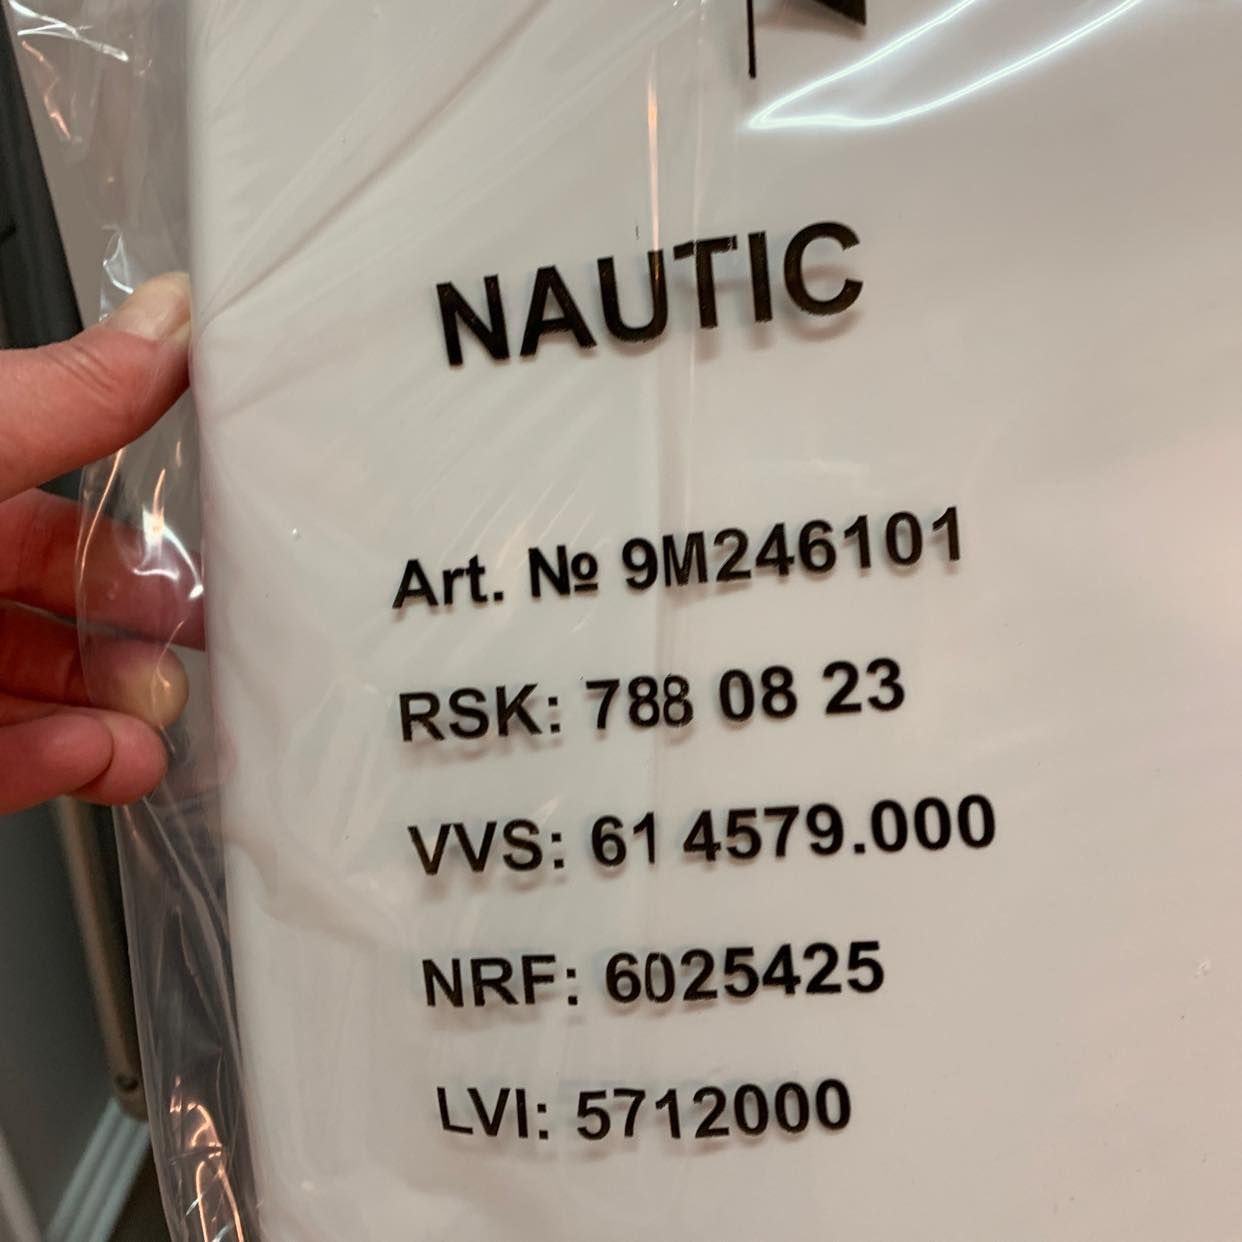 NAUTIC
Art. № 9M246101
RSK: 788 08 23
VVS: 61 4579.000
NRF: 6025425
LVI: 5712000